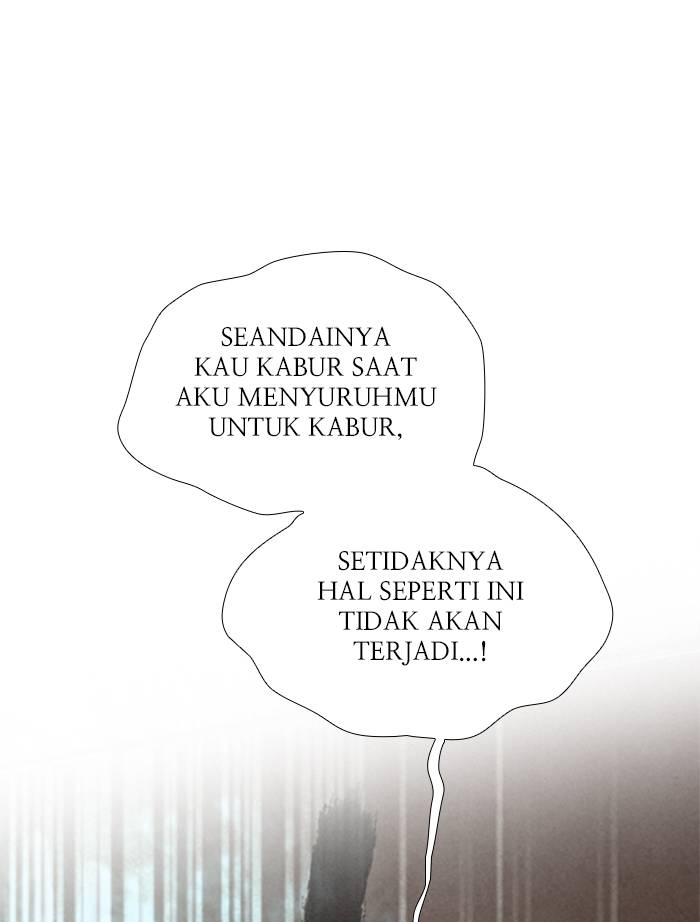 SEANDAINYA
KAU KABUR SAAT
AKU MENYURUHMU
UNTUK KABUR,
SETIDAKNYA
HAL SEPERTI INI
TIDAK AKAN
TERJADI...!